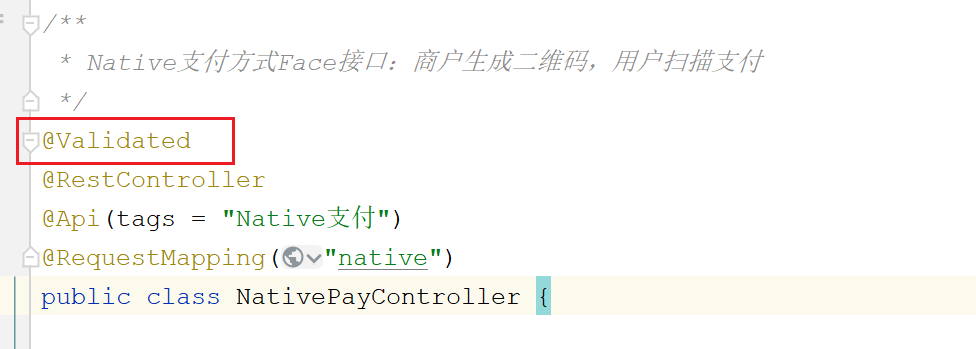 /**
* Native支付方式Face接口：商户生成二维码，用户扫描支付
*/
@Validated
@RestController
@Api(tags = "Native支付")
@RequestMapping("native")
public class NativePayController {